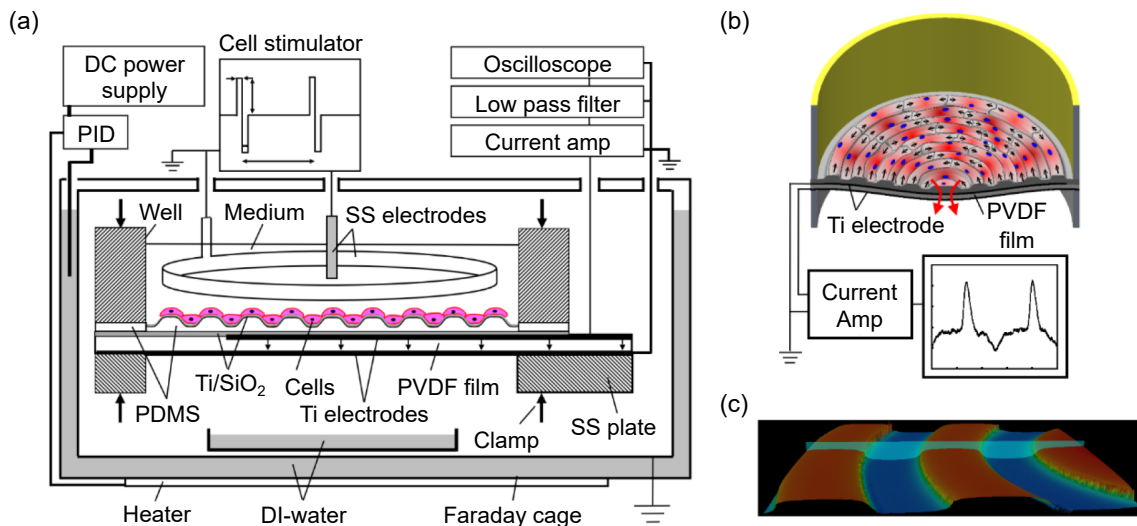 (a)
Cell stimulator
DC power
supply
PID
Oscilloscope
Low pass filter
Current amp
Well
Medium
SS electrodes
Ti/SiO₂
Cells
PVDF film
PDMS
Ti electrodes
Clamp
SS plate
Heater
DI-water
Faraday cage
(b)
Ti electrode
PVDF
film
Current
Amp
(c)